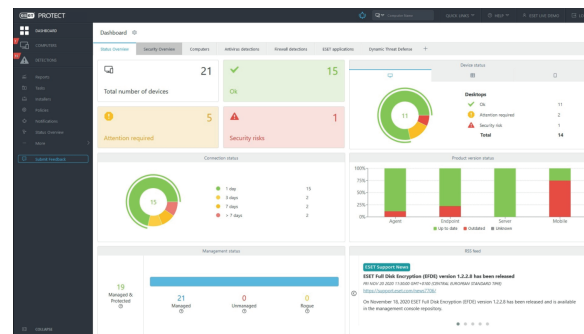 ESET PROTECT
Computer Name
QUICK LINKS
HELP
ESET LIVE DEMO
DASHBOARD
COMPUTERS
DETECTIONS
Reports
Tasks
Installers
Policies
Notifications
Status Overview
More
Submit Feedback
COLLAPSE
Dashboard
Status Overview
Security Overview
Computers
Antivirus detections
Firewall detections
ESET applications
Dynamic Threat Defense
21
Total number of devices
15
Ok
5
Attention required
1
Security risks
Device status
11
Desktops
Ok 11
Attention required 2
Security risk 1
Total 14
Connection status
15
1 day 15
3 days 2
7 days 2
> 7 days 2
Product version status
100%
75%
50%
25%
0%
Agent
Endpoint
Server
Mobile
Up to date
Outdated
Unknown
Management status
19
Managed & Protected
21
Managed
0
Unmanaged
0
Rogue
RSS feed
ESET Support News
ESET Full Disk Encryption (EFDE) version 1.2.2.8 has been released
On November 16, 2020 ESET Full Disk Encryption (EFDE) version 1.2.2.8 has been released and is available
in the management console repository.